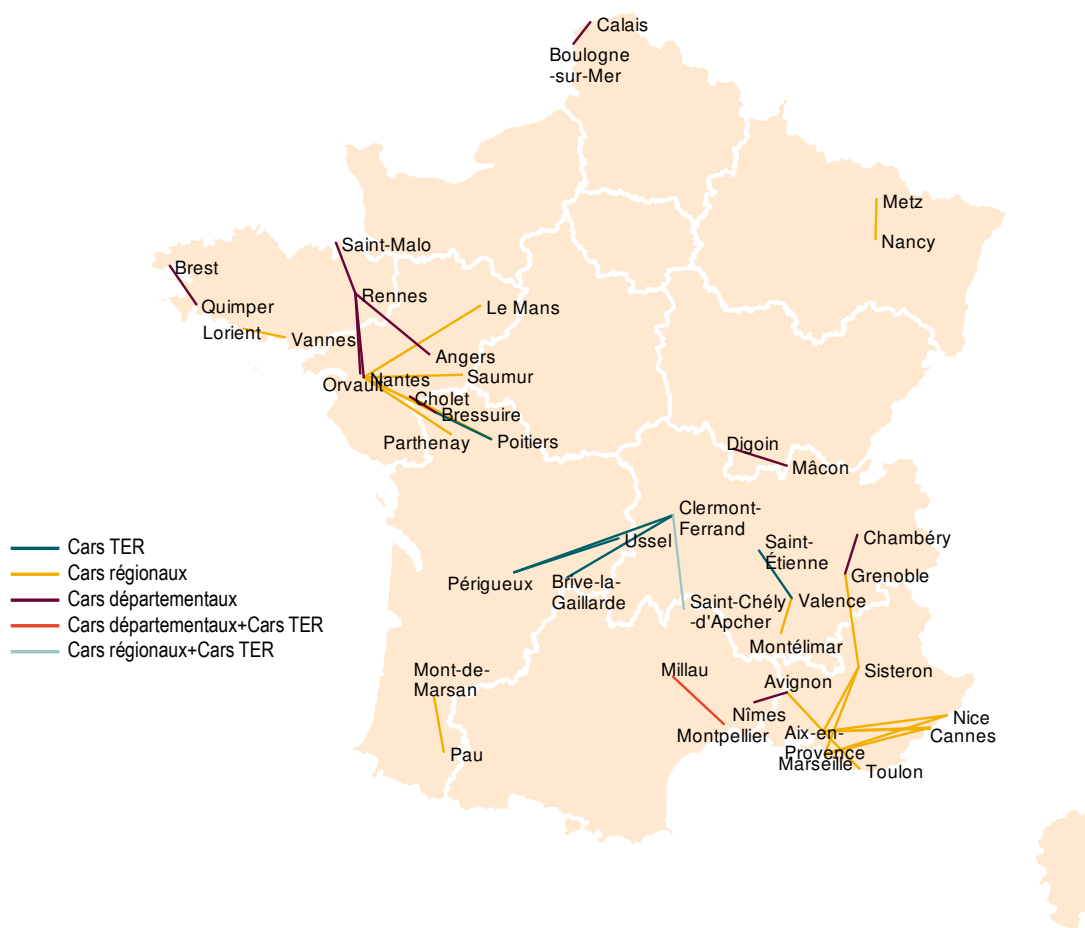 Calais
Boulogne
-sur-Mer
Metz
Nancy
Saint-Malo
Brest
Rennes
Quimper
Le Mans
Lorient
Vannes
Angers
Orvault
Nantes
Saumur
Cholet
Bressuire
Parthenay
Poitiers
Digoin
Mâcon
Clermont-
Ferrand
Ussel
Saint-
Étienne
Chambéry
Périgueux
Brive-la-
Gaillarde
Grenoble
Saint-Chély
-d'Apcher
Valence
Montélimar
Cars TER
Cars régionaux
Cars départementaux
Cars départementaux+Cars TER
Cars régionaux+Cars TER
Mont-de-
Marsan
Millau
Avignon
Sisteron
Nîmes
Montpellier
Aix-en-
Provence
Marseille
Nice
Cannes
Toulon
Pau